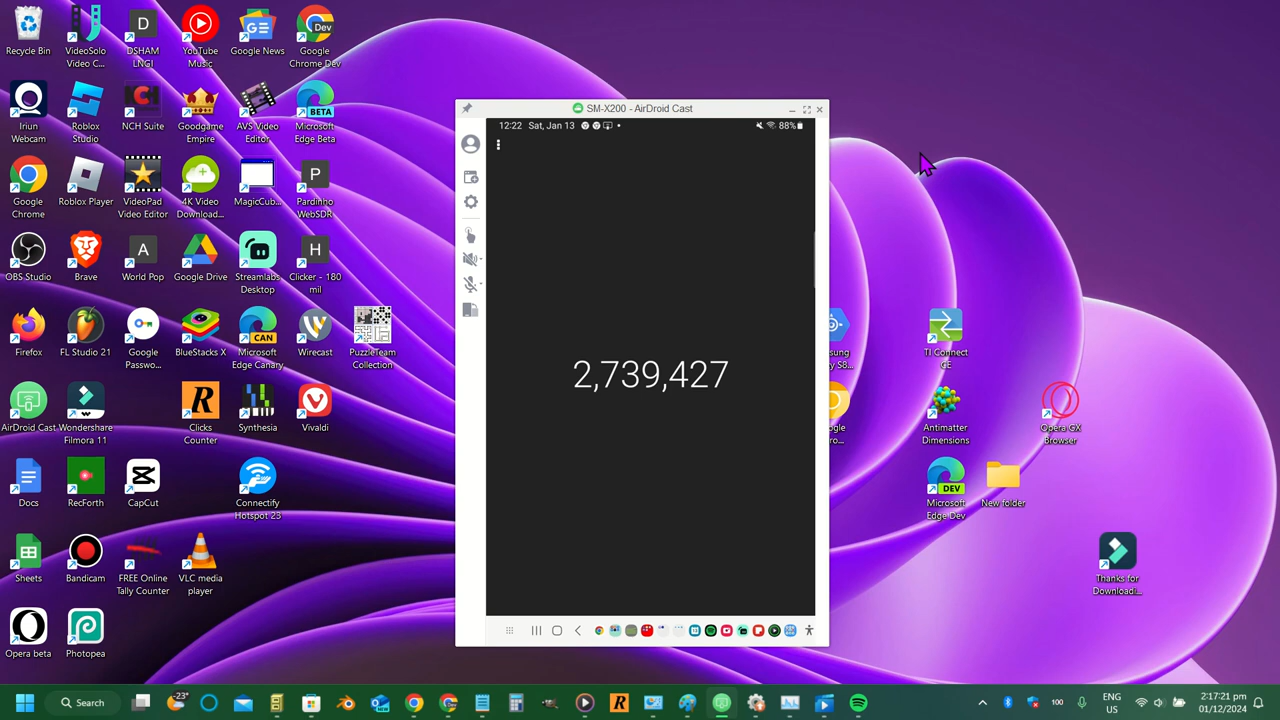 Recycle Bin
VideoSolo Video C...
DSHAM LNGI
YouTube Music
Google News
Google Chrome Dev
Iriun Webcam
Roblox Studio
NCH Suite
Goodgame Empire
AVS Video Editor
Microsoft Edge Beta
Google Chrome
Roblox Player
VideoPad Video Editor
4K Video Download...
MagicCub...
Pardinho WebSDR
OBS Studio
Brave
World Pop
Google Drive
Streamlabs Desktop
Clicker - 180 mil
Firefox
FL Studio 21
Google Passwo...
BlueStacks X
Microsoft Edge Canary
Wirecast
PuzzleTeam Collection
AirDroid Cast
Wondershare Filmora 11
Clicks Counter
Synthesia
Vivaldi
Docs
RecForth
CapCut
Connectify Hotspot 23
Sheets
Bandicam
FREE Online Tally Counter
VLC media player
Opera beta
Photopea
SM-X200 - AirDroid Cast
12:22 Sat, Jan 13
88%
2,739,427
TI Connect CE
Antimatter Dimensions
Opera GX Browser
Microsoft Edge Dev
New folder
Thanks for Downloadi...
Search
-23°
100
ENG
US
2:17:21 pm
01/12/2024